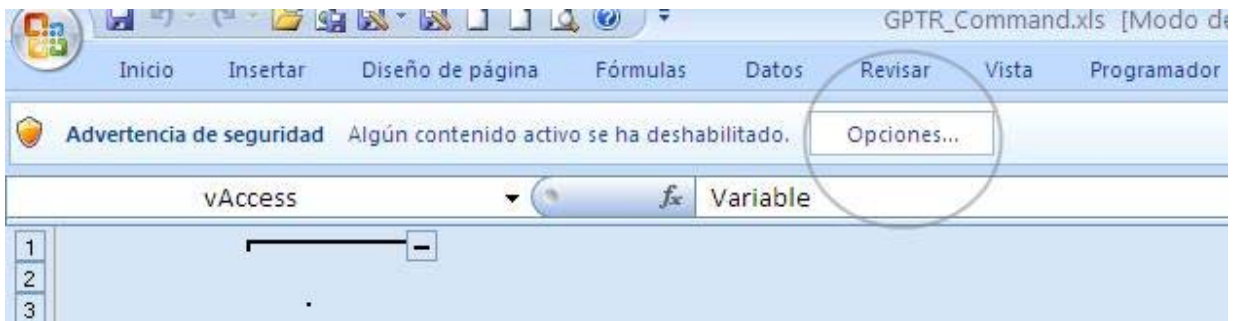 GPTR_Command.xls [Modo de
Inicio Insertar Diseño de página Fórmulas Datos Revisar Vista Programador
Advertencia de seguridad Algún contenido activo se ha deshabilitado. Opciones...
vAccess fx Variable
1
2
3